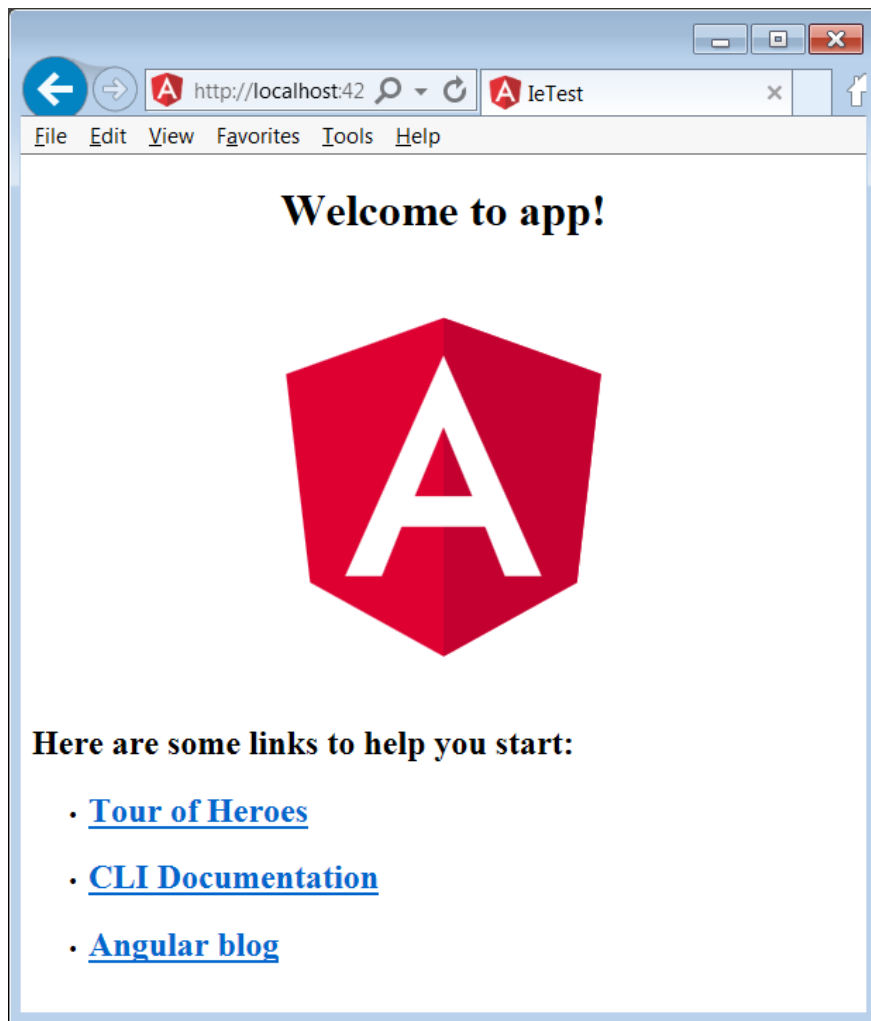 http://localhost:42
IeTest
File Edit View Favorites Tools Help
Welcome to app!
A
Here are some links to help you start:
• Tour of Heroes
• CLI Documentation
• Angular blog